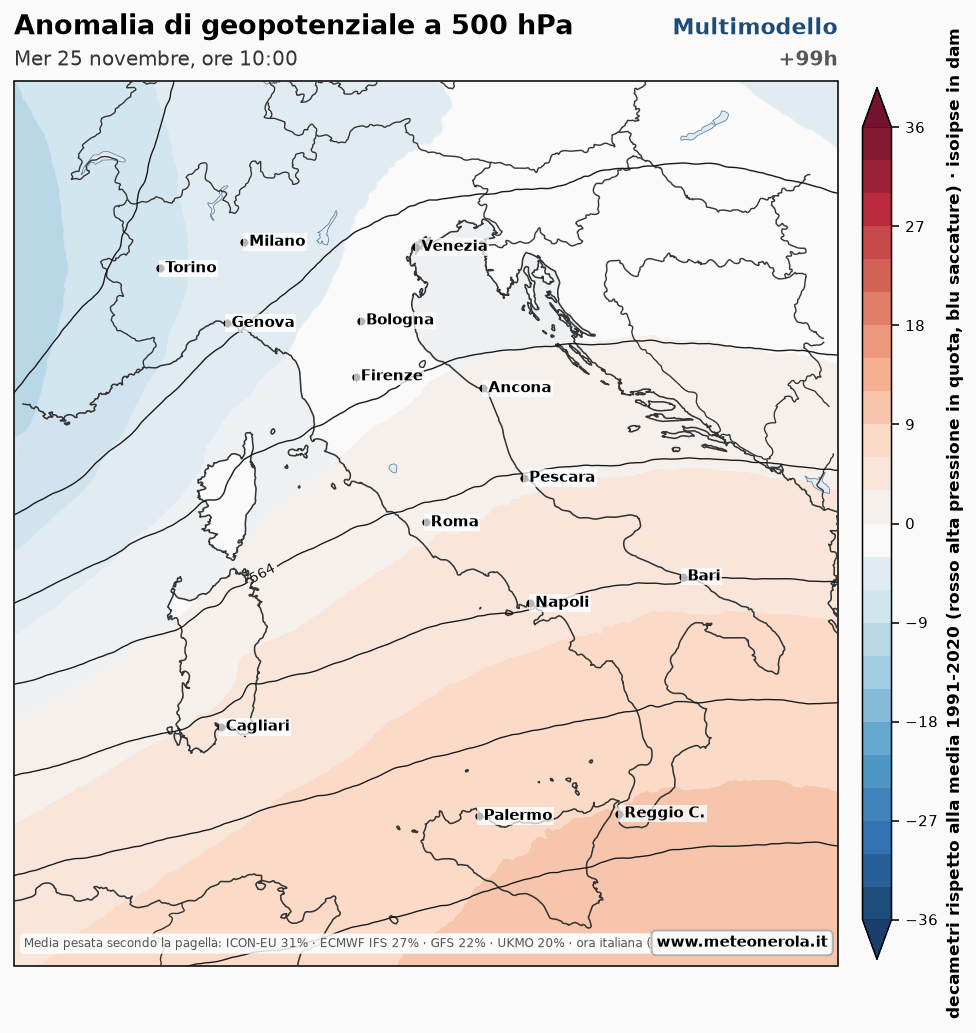 Anomalia di geopotenziale a 500 hPa
Multimodello
Mer 25 novembre, ore 10:00
+99h
Milano
Venezia
Torino
Genova
Bologna
Firenze
Ancona
Pescara
Roma
564
Bari
Napoli
Cagliari
Palermo
Reggio C.
Media pesata secondo la pagella: ICON-EU 31% · ECMWF IFS 27% · GFS 22% · UKMO 20% · ora italiana (
www.meteonerola.it
36
27
18
9
0
−9
−18
−27
−36
decametri rispetto alla media 1991-2020 (rosso alta pressione in quota, blu saccature) · isoipse in dam